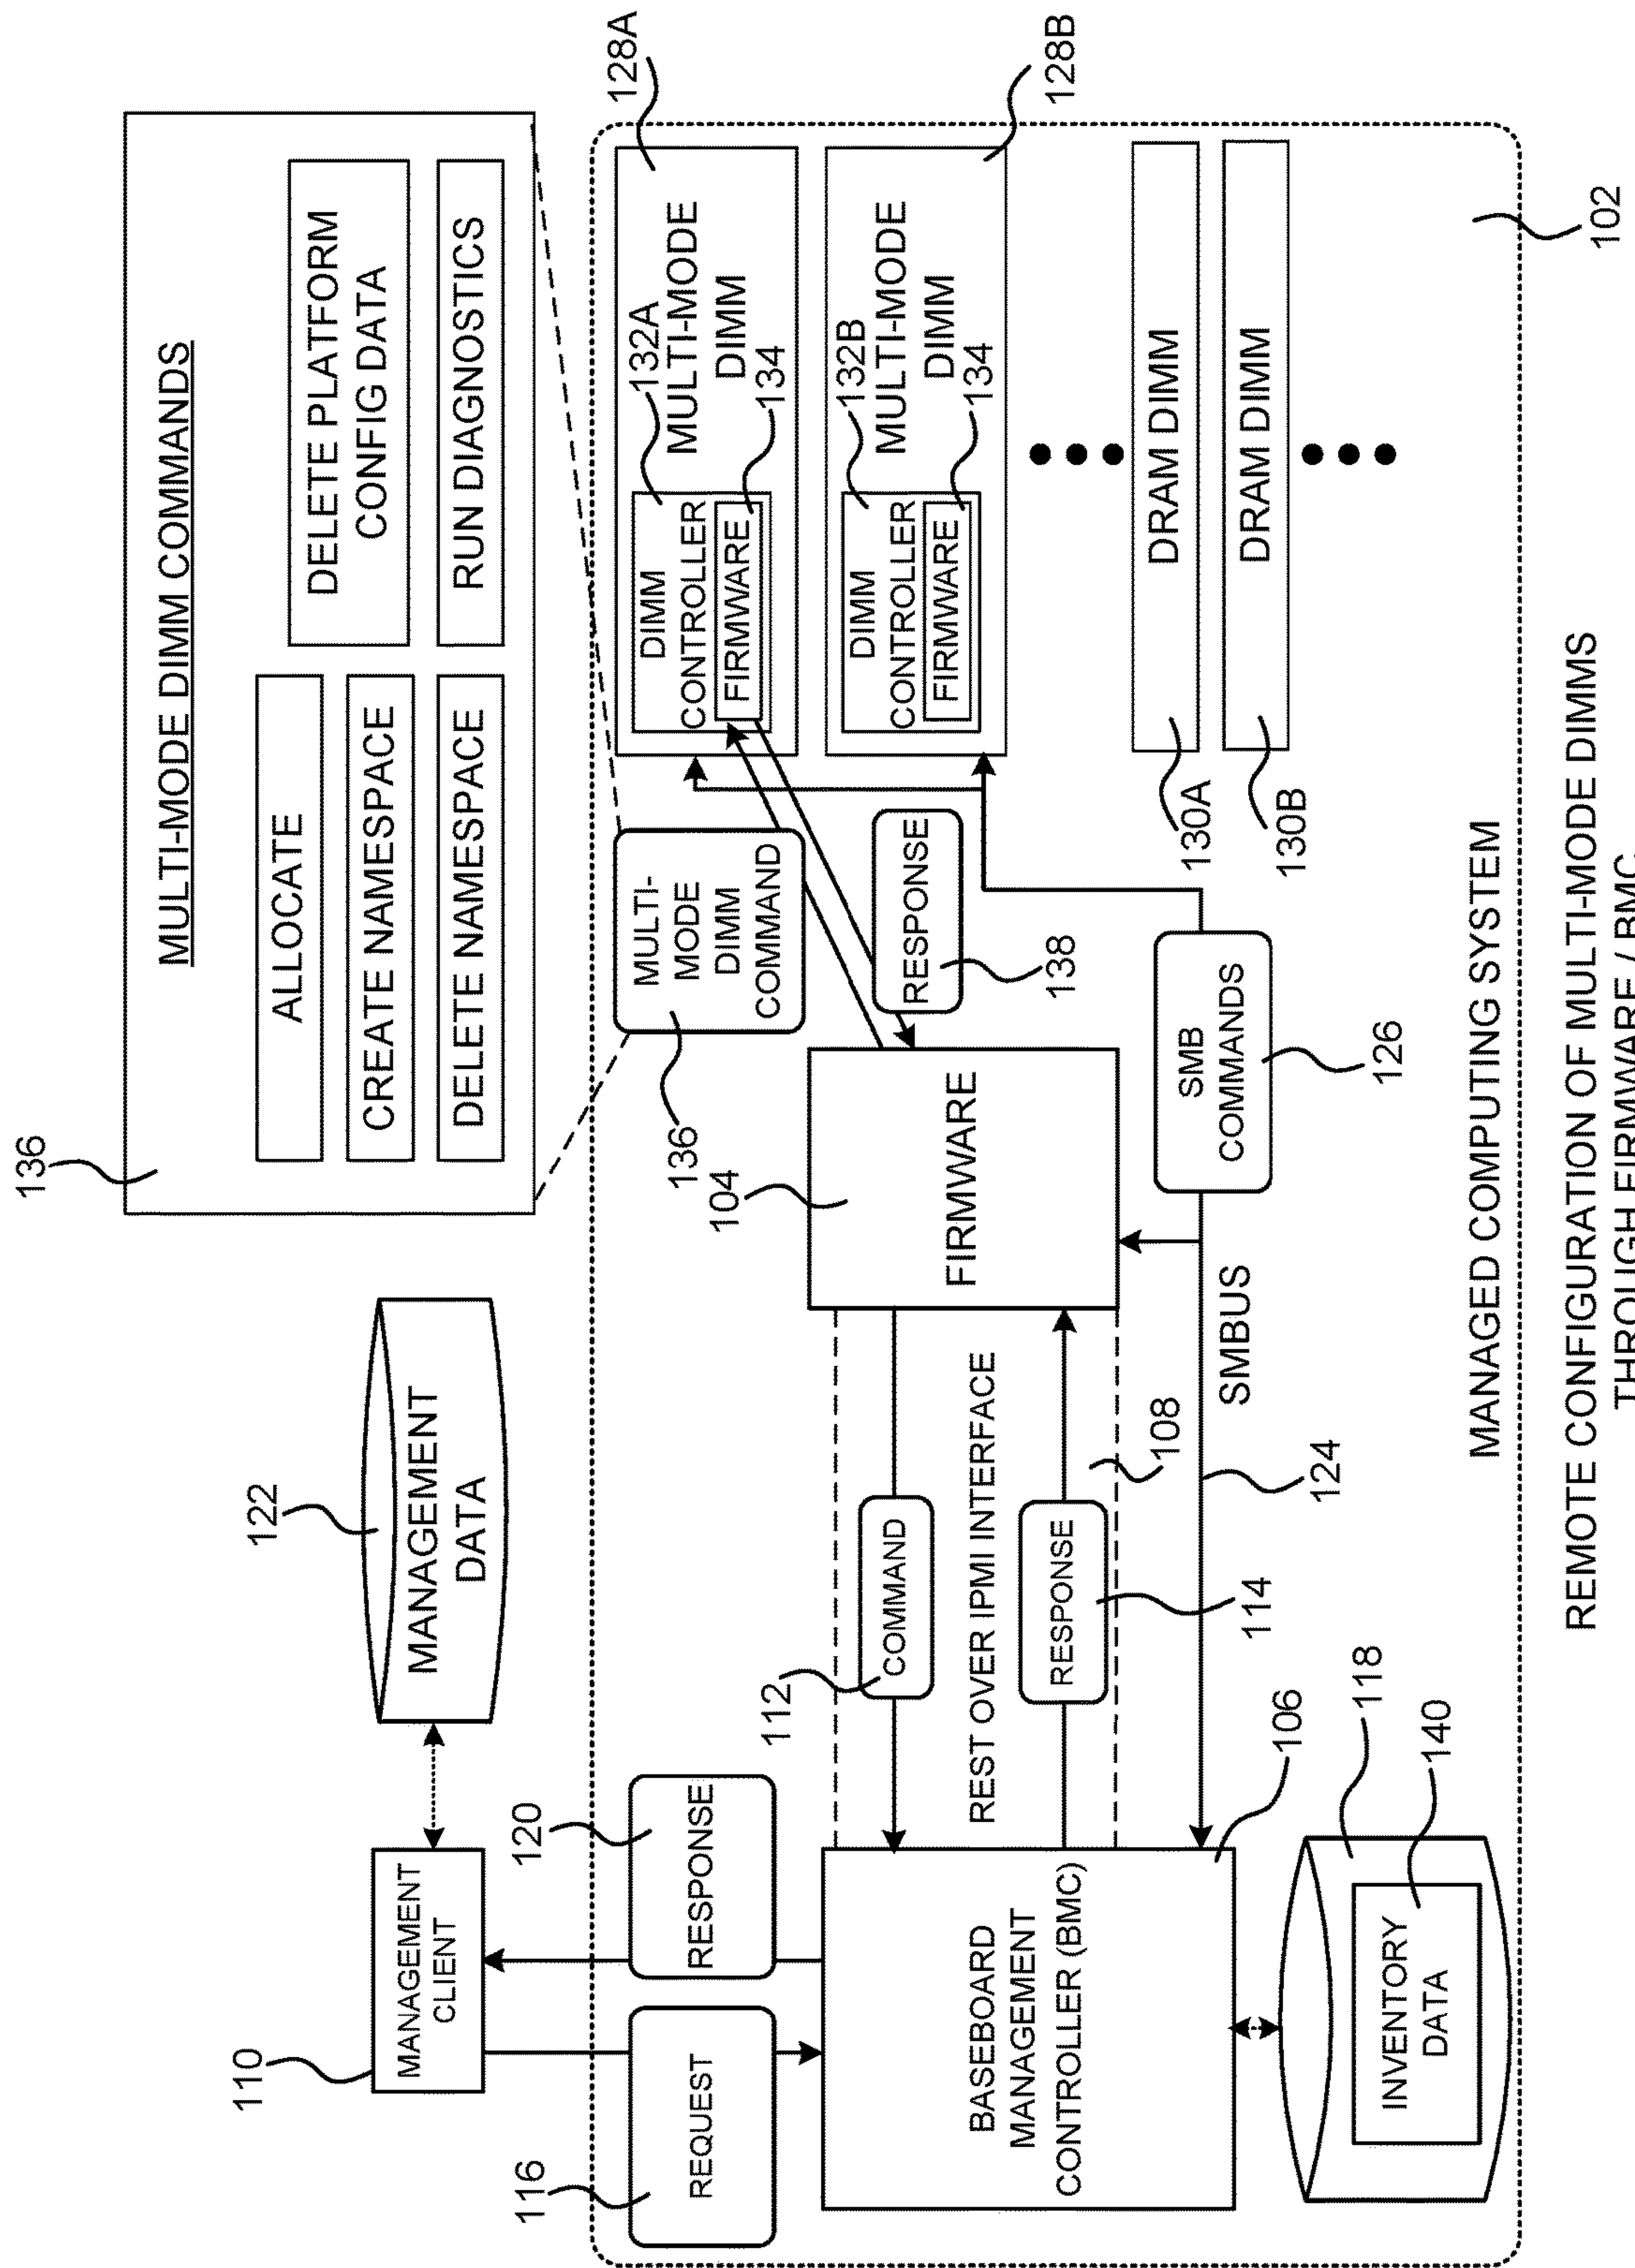 136
MULTI-MODE DIMM COMMANDS
ALLOCATE
CREATE NAMESPACE
DELETE NAMESPACE
DELETE PLATFORM
CONFIG DATA
RUN DIAGNOSTICS
122
MANAGEMENT
DATA
110
MANAGEMENT
CLIENT
116
REQUEST
120
RESPONSE
BASEBOARD
MANAGEMENT
CONTROLLER (BMC)
106
118
INVENTORY
DATA
140
112
COMMAND
REST OVER IPMI INTERFACE
RESPONSE
114
108
104
FIRMWARE
SMBUS
124
SMB
COMMANDS
126
136
MULTI-
MODE
DIMM
COMMAND
RESPONSE
138
128A
132A
MULTI-MODE
DIMM
134
DIMM
CONTROLLER
FIRMWARE
128B
132B
MULTI-MODE
DIMM
134
DIMM
CONTROLLER
FIRMWARE
DRAM DIMM
130A
DRAM DIMM
130B
MANAGED COMPUTING SYSTEM
102
REMOTE CONFIGURATION OF MULTI-MODE DIMMS
THROUGH FIRMWARE / BMC